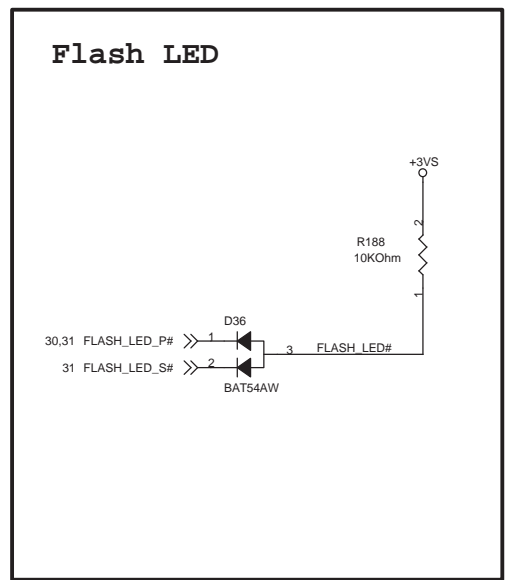 Flash LED
+3VS
2
R188
10KOhm
1
D36
30,31 FLASH_LED_P# 1
3 FLASH_LED#
31 FLASH_LED_S# 2
BAT54AW